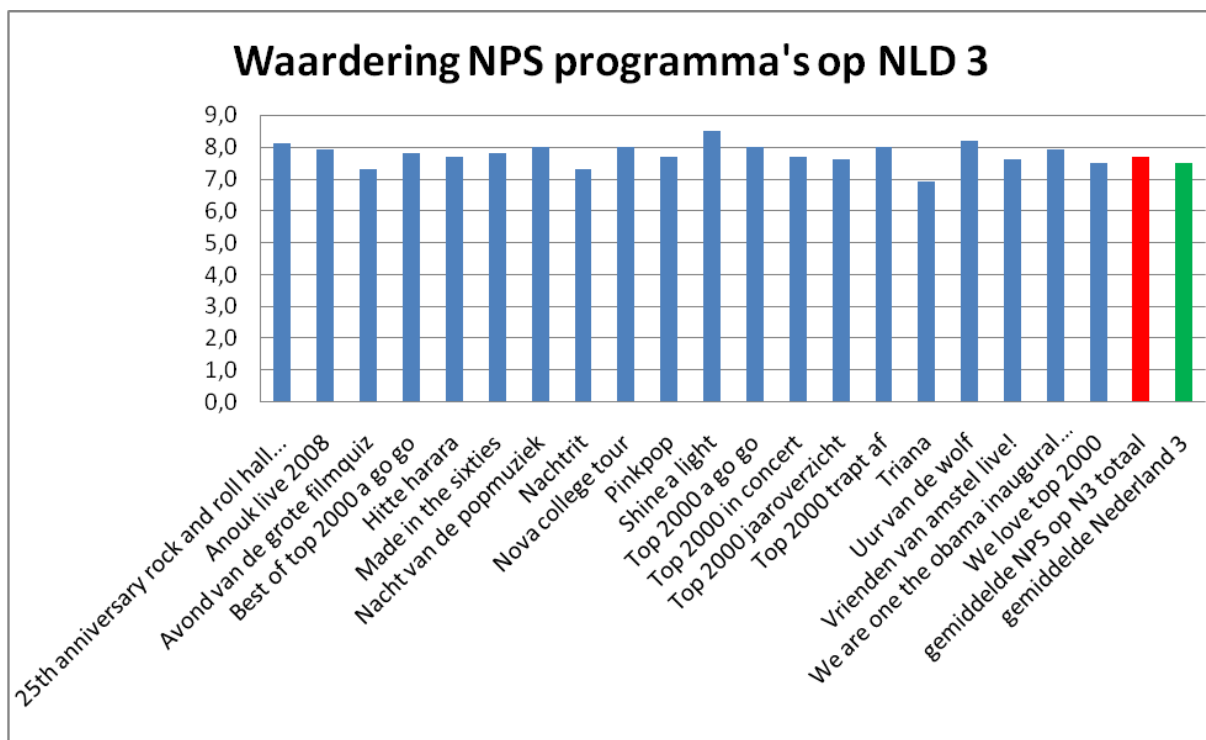 Waardering NPS programma's op NLD 3
9,0
8,0
7,0
6,0
5,0
4,0
3,0
2,0
1,0
0,0
25th anniversary rock and roll hall...
Anouk live 2008
Avond van de grote filmquiz
Best of top 2000 a go go
Hitte harara
Made in the sixties
Nacht van de popmuziek
Nachtrit
Nova college tour
Pinkpop
Shine a light
Top 2000 a go go
Top 2000 in concert
Top 2000 jaaroverzicht
Top 2000 trapt af
Triana
Uur van de wolf
Vrienden van amstel live!
We are one the obama inaugural...
We love top 2000
gemiddelde NPS op N3 totaal
gemiddelde Nederland 3